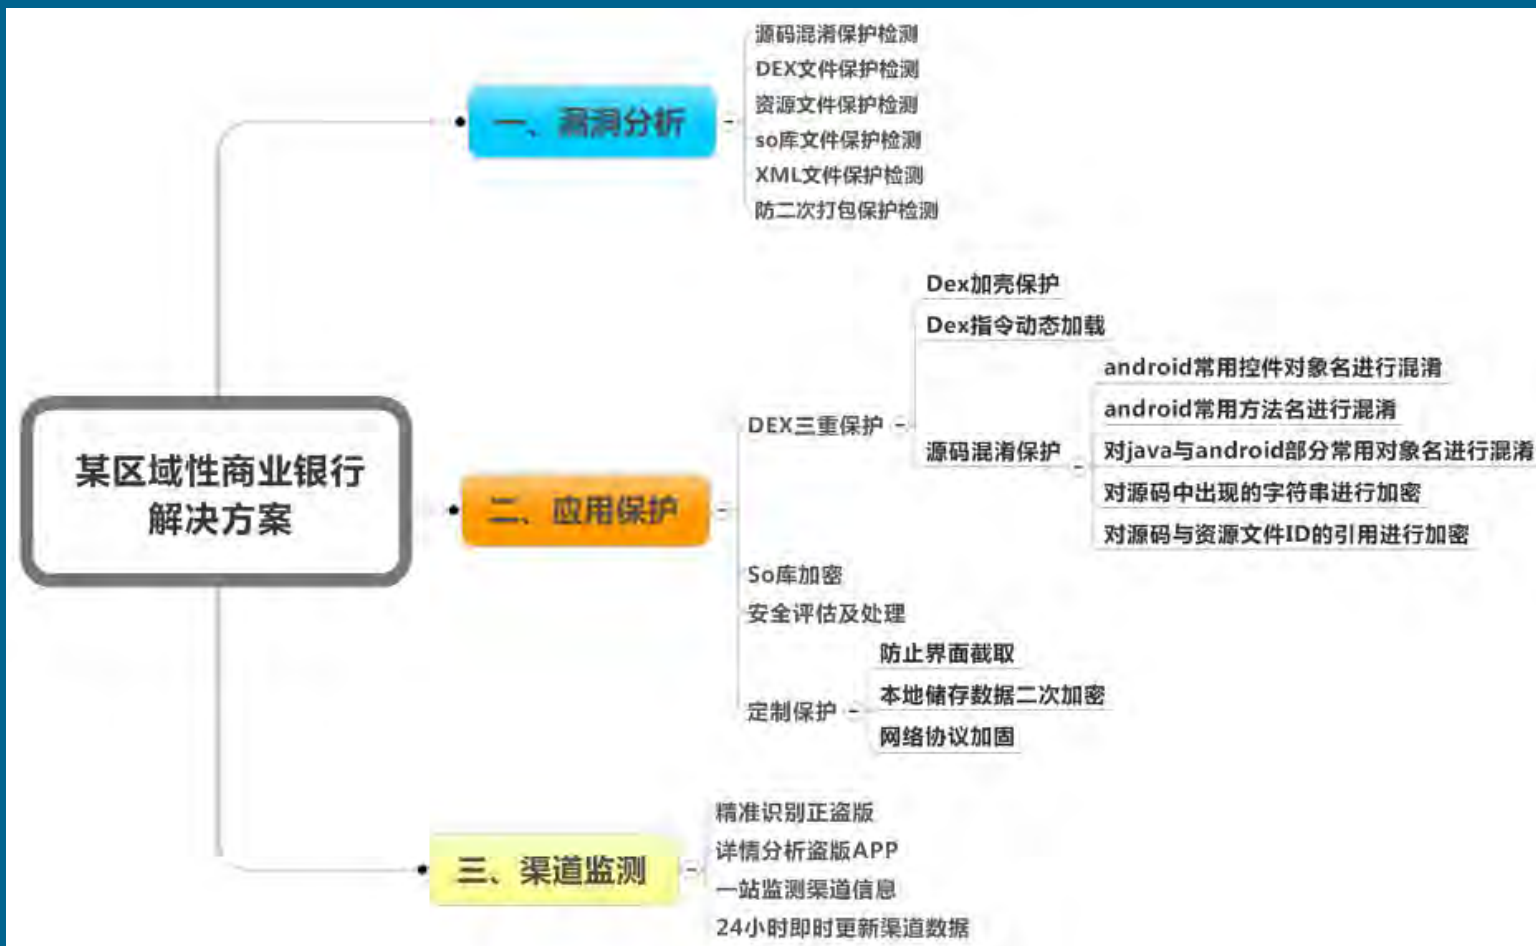 某区域性商业银行
解决方案
一、漏洞分析
源码混淆保护检测
DEX文件保护检测
资源文件保护检测
so库文件保护检测
XML文件保护检测
防二次打包保护检测
二、应用保护
DEX三重保护
Dex加壳保护
Dex指令动态加载
源码混淆保护
android常用控件对象名进行混淆
android常用方法名进行混淆
对java与android部分常用对象名进行混淆
对源码中出现的字符串进行加密
对源码与资源文件ID的引用进行加密
So库加密
安全评估及处理
定制保护
防止界面截取
本地储存数据二次加密
网络协议加固
三、渠道监测
精准识别正盗版
详情分析盗版APP
一站监测渠道信息
24小时即时更新渠道数据